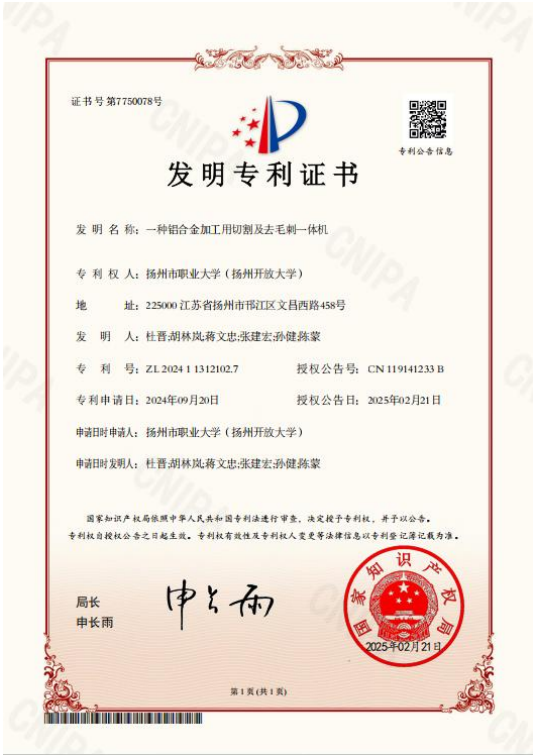 证书号第7750078号
专利公告信息
发明专利证书
发明名称：一种铝合金加工用切割及去毛刺一体机
专利权人：扬州市职业大学（扬州开放大学）
地址：225000 江苏省扬州市邗江区文昌西路458号
发明人：杜晋;胡林岚;蒋文忠;张建宏;孙健;陈蒙
专利号：ZL 2024 1 1312102.7 授权公告号：CN 119141233 B
专利申请日：2024年09月20日 授权公告日：2025年02月21日
申请日时申请人：扬州市职业大学（扬州开放大学）
申请日时发明人：杜晋;胡林岚;蒋文忠;张建宏;孙健;陈蒙
国家知识产权局依照中华人民共和国专利法进行审查，决定授予专利权，并予以公告。
专利权自授权公告之日起生效。专利权有效性及专利权人变更等法律信息以专利登记簿记载为准。
局长
申长雨
申长雨
国家知识产权局
2025年02月21日
第1页(共1页)
CNIPA
CNIPA
CNIPA
CNIPA
CNIPA